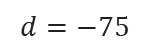 d = −75